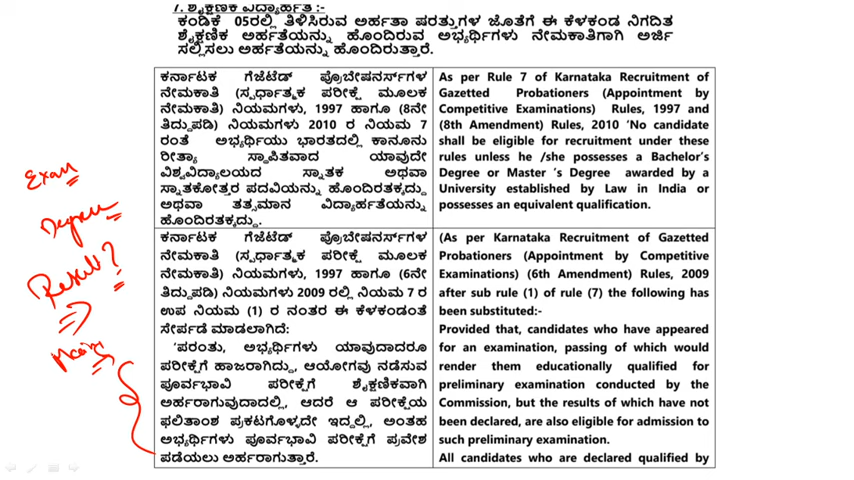 7. ಶೈಕ್ಷಣಿಕ ವಿದ್ಯಾರ್ಹತೆ :-
ಕಂಡಿಕೆ 05ರಲ್ಲಿ ತಿಳಿಸಿರುವ ಅರ್ಹತಾ ಷರತ್ತುಗಳ ಜೊತೆಗೆ ಈ ಕೆಳಕಂಡ ನಿಗದಿತ
ಶೈಕ್ಷಣಿಕ ಅರ್ಹತೆಯನ್ನು ಹೊಂದಿರುವ ಅಭ್ಯರ್ಥಿಗಳು ನೇಮಕಾತಿಗಾಗಿ ಅರ್ಜಿ
ಸಲ್ಲಿಸಲು ಅರ್ಹತೆಯನ್ನು ಹೊಂದಿರುತ್ತಾರೆ.
ಕರ್ನಾಟಕ ಗೆಜೆಟೆಡ್ ಪ್ರೊಬೇಷನರ್ಸ್‌ಗಳ
ನೇಮಕಾತಿ (ಸ್ಪರ್ಧಾತ್ಮಕ ಪರೀಕ್ಷೆ ಮೂಲಕ
ನೇಮಕಾತಿ) ನಿಯಮಗಳು, 1997 ಹಾಗೂ (8ನೇ
ತಿದ್ದುಪಡಿ) ನಿಯಮಗಳು 2010 ರ ನಿಯಮ 7
ರಂತೆ ಅಭ್ಯರ್ಥಿಯು ಭಾರತದಲ್ಲಿ ಕಾನೂನು
ರೀತ್ಯಾ ಸ್ಥಾಪಿತವಾದ ಯಾವುದೇ
ವಿಶ್ವವಿದ್ಯಾಲಯದ ಸ್ನಾತಕ ಅಥವಾ
ಸ್ನಾತಕೋತ್ತರ ಪದವಿಯನ್ನು ಹೊಂದಿರತಕ್ಕದ್ದು
ಅಥವಾ ತತ್ಸಮಾನ ವಿದ್ಯಾರ್ಹತೆಯನ್ನು
ಹೊಂದಿರತಕ್ಕದ್ದು.
As per Rule 7 of Karnataka Recruitment of
Gazetted Probationers (Appointment by
Competitive Examinations) Rules, 1997 and
(8th Amendment) Rules, 2010 'No candidate
shall be eligible for recruitment under these
rules unless he /she possesses a Bachelor's
Degree or Master 's Degree awarded by a
University established by Law in India or
possesses an equivalent qualification.
ಕರ್ನಾಟಕ ಗೆಜೆಟೆಡ್ ಪ್ರೊಬೇಷನರ್ಸ್‌ಗಳ
ನೇಮಕಾತಿ (ಸ್ಪರ್ಧಾತ್ಮಕ ಪರೀಕ್ಷೆ ಮೂಲಕ
ನೇಮಕಾತಿ) ನಿಯಮಗಳು, 1997 ಹಾಗೂ (6ನೇ
ತಿದ್ದುಪಡಿ) ನಿಯಮಗಳು 2009 ರಲ್ಲಿ ನಿಯಮ 7 ರ
ಉಪ ನಿಯಮ (1) ರ ನಂತರ ಈ ಕೆಳಕಂಡಂತೆ
ಸೇರ್ಪಡೆ ಮಾಡಲಾಗಿದೆ:
'ಪರಂತು, ಅಭ್ಯರ್ಥಿಗಳು ಯಾವುದಾದರೂ
ಪರೀಕ್ಷೆಗೆ ಹಾಜರಾಗಿದ್ದು, ಆಯೋಗವು ನಡೆಸುವ
ಪೂರ್ವಭಾವಿ ಪರೀಕ್ಷೆಗೆ ಶೈಕ್ಷಣಿಕವಾಗಿ
ಅರ್ಹರಾಗುವುದಾದಲ್ಲಿ, ಆದರೆ ಆ ಪರೀಕ್ಷೆಯ
ಫಲಿತಾಂಶ ಪ್ರಕಟಗೊಳ್ಳದೇ ಇದ್ದಲ್ಲಿ, ಅಂತಹ
ಅಭ್ಯರ್ಥಿಗಳು ಪೂರ್ವಭಾವಿ ಪರೀಕ್ಷೆಗೆ ಪ್ರವೇಶ
ಪಡೆಯಲು ಅರ್ಹರಾಗುತ್ತಾರೆ.
(As per Karnataka Recruitment of Gazetted
Probationers (Appointment by Competitive
Examinations) (6th Amendment) Rules, 2009
after sub rule (1) of rule (7) the following has
been substituted:-
Provided that, candidates who have appeared
for an examination, passing of which would
render them educationally qualified for
preliminary examination conducted by the
Commission, but the results of which have not
been declared, are also eligible for admission to
such preliminary examination.
All candidates who are declared qualified by
Exam
Degree
Result?